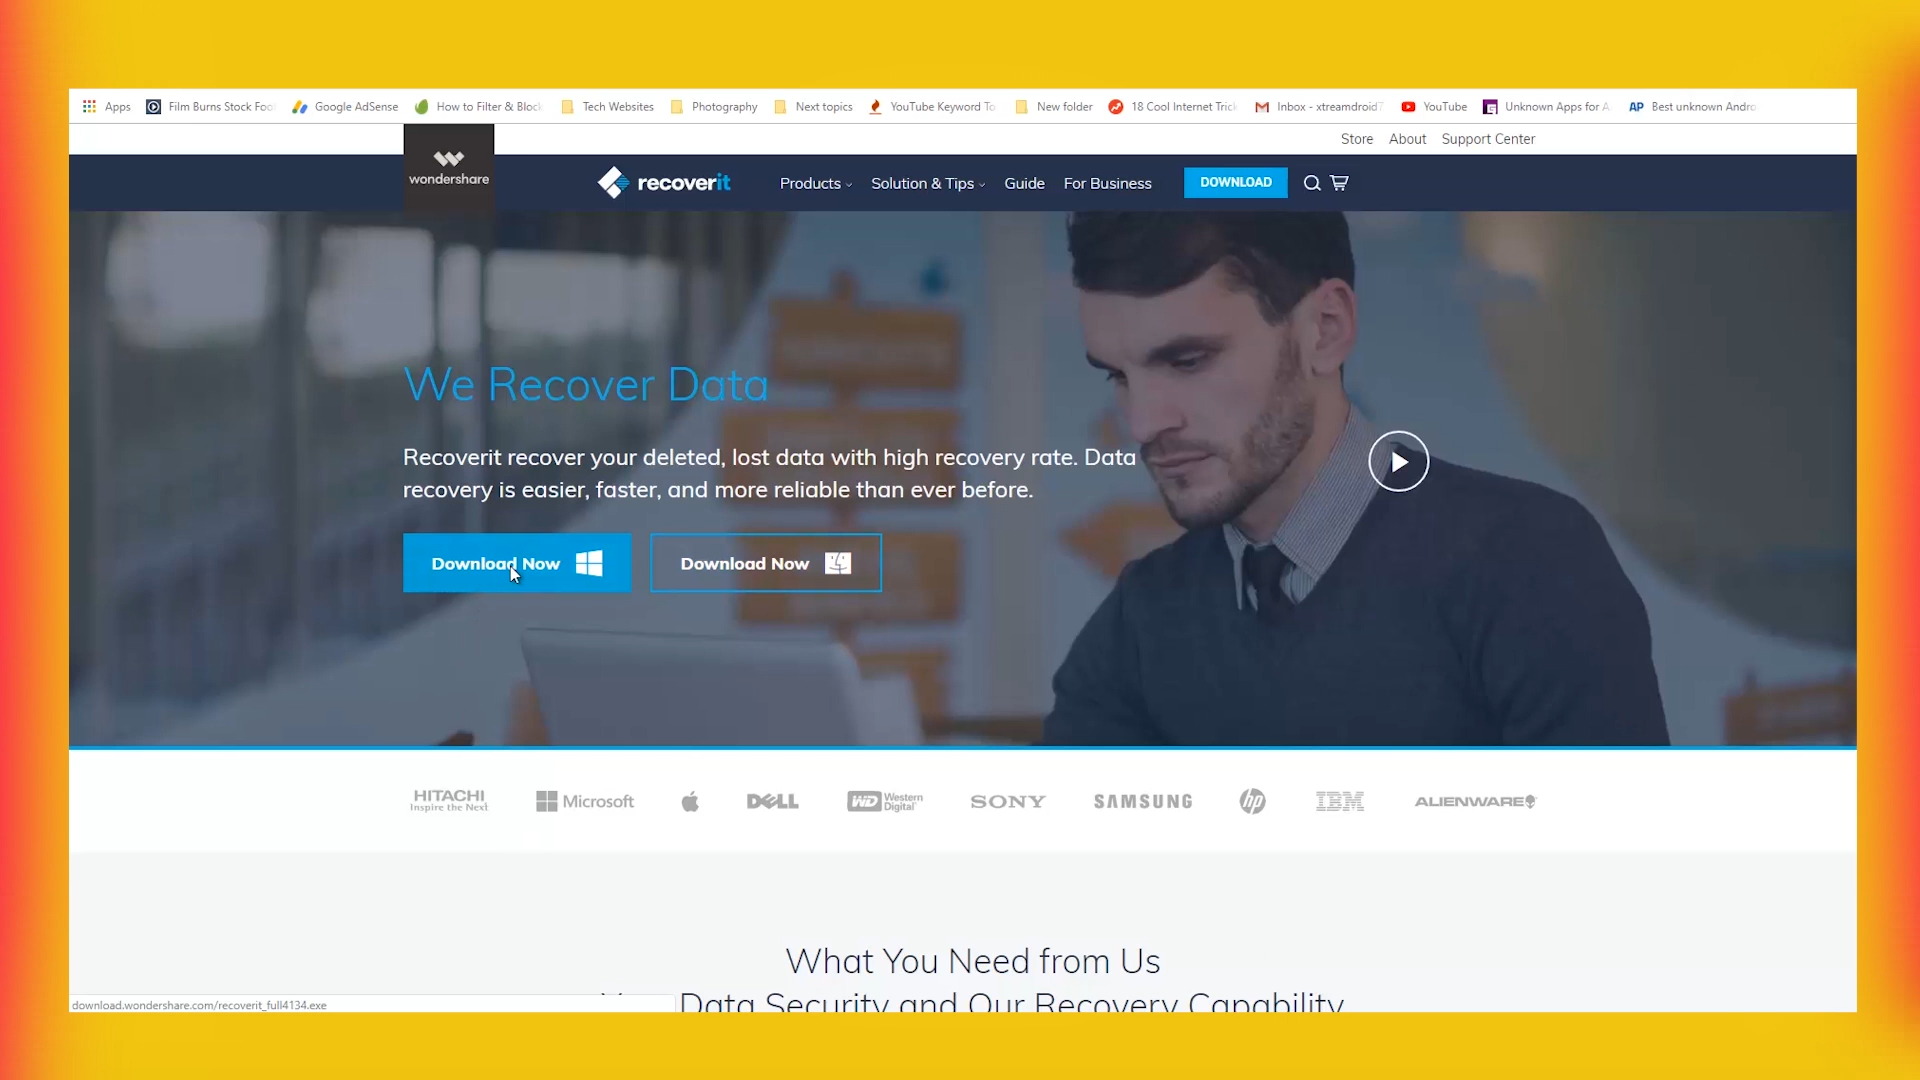 Apps
Film Burns Stock Foo
Google AdSense
How to Filter & Block
Tech Websites
Photography
Next topics
YouTube Keyword To
New folder
18 Cool Internet Trick
Inbox - xtreamdroid7
YouTube
Unknown Apps for A
AP Best unknown Andro
Store About Support Center
wondershare
recoverit
Products
Solution & Tips
Guide
For Business
DOWNLOAD
We Recover Data
Recoverit recover your deleted, lost data with high recovery rate. Data
recovery is easier, faster, and more reliable than ever before.
Download Now
Download Now
HITACHI
Inspire the Next
Microsoft
DELL
WD Western
Digital
SONY
SAMSUNG
hp
IBM
ALIENWARE
What You Need from Us
Data Security and Our Recovery Capability
download.wondershare.com/recoverit_full4134.exe